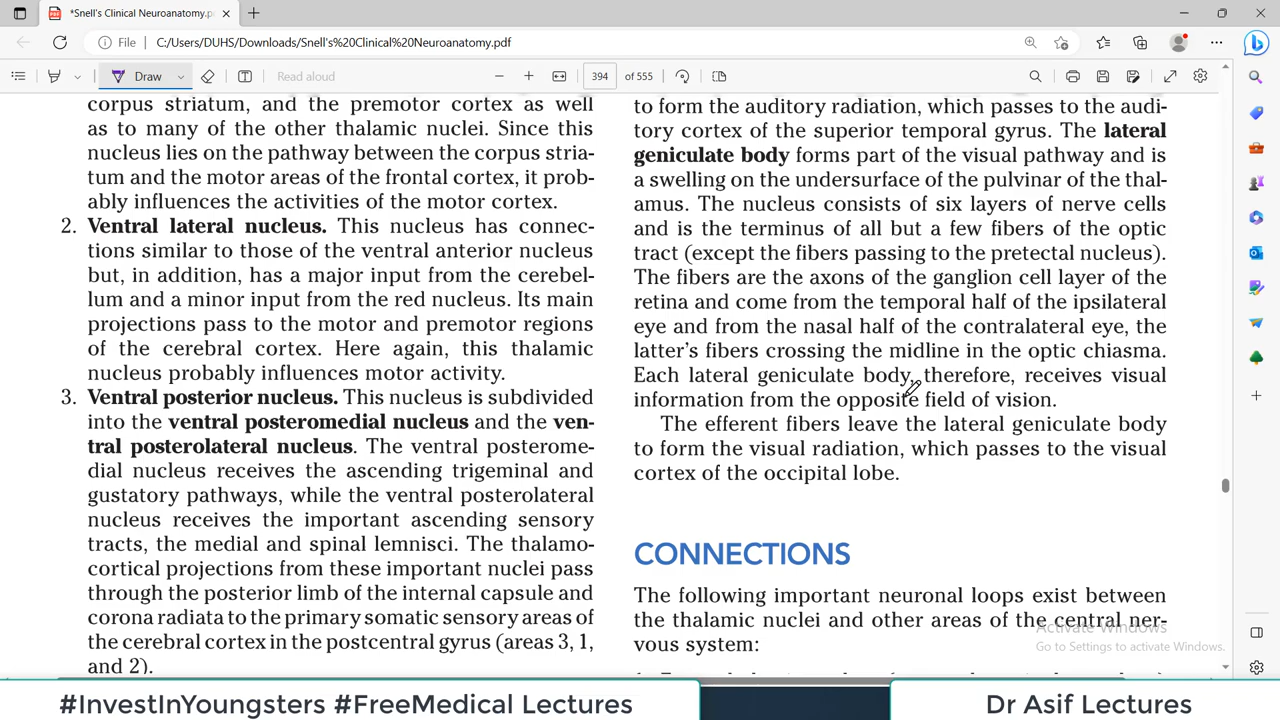 *Snell's Clinical Neuroanatomy.p
File
C:/Users/DUHS/Downloads/Snell's%20Clinical%20Neuroanatomy.pdf
Draw
Read aloud
394
of 555
corpus striatum, and the premotor cortex as well
as to many of the other thalamic nuclei. Since this
nucleus lies on the pathway between the corpus stria-
tum and the motor areas of the frontal cortex, it prob-
ably influences the activities of the motor cortex.
2. Ventral lateral nucleus. This nucleus has connec-
tions similar to those of the ventral anterior nucleus
but, in addition, has a major input from the cerebel-
lum and a minor input from the red nucleus. Its main
projections pass to the motor and premotor regions
of the cerebral cortex. Here again, this thalamic
nucleus probably influences motor activity.
3. Ventral posterior nucleus. This nucleus is subdivided
into the ventral posteromedial nucleus and the ven-
tral posterolateral nucleus. The ventral posterome-
dial nucleus receives the ascending trigeminal and
gustatory pathways, while the ventral posterolateral
nucleus receives the important ascending sensory
tracts, the medial and spinal lemnisci. The thalamo-
cortical projections from these important nuclei pass
through the posterior limb of the internal capsule and
corona radiata to the primary somatic sensory areas of
the cerebral cortex in the postcentral gyrus (areas 3, 1,
and 2).
to form the auditory radiation, which passes to the audi-
tory cortex of the superior temporal gyrus. The lateral
geniculate body forms part of the visual pathway and is
a swelling on the undersurface of the pulvinar of the thal-
amus. The nucleus consists of six layers of nerve cells
and is the terminus of all but a few fibers of the optic
tract (except the fibers passing to the pretectal nucleus).
The fibers are the axons of the ganglion cell layer of the
retina and come from the temporal half of the ipsilateral
eye and from the nasal half of the contralateral eye, the
latter's fibers crossing the midline in the optic chiasma.
Each lateral geniculate body, therefore, receives visual
information from the opposite field of vision.
The efferent fibers leave the lateral geniculate body
to form the visual radiation, which passes to the visual
cortex of the occipital lobe.
CONNECTIONS
The following important neuronal loops exist between
the thalamic nuclei and other areas of the central ner-
vous system:
Activate Windows
Go to Settings to activate Windows.
#InvestInYoungsters #FreeMedical Lectures
Dr Asif Lectures